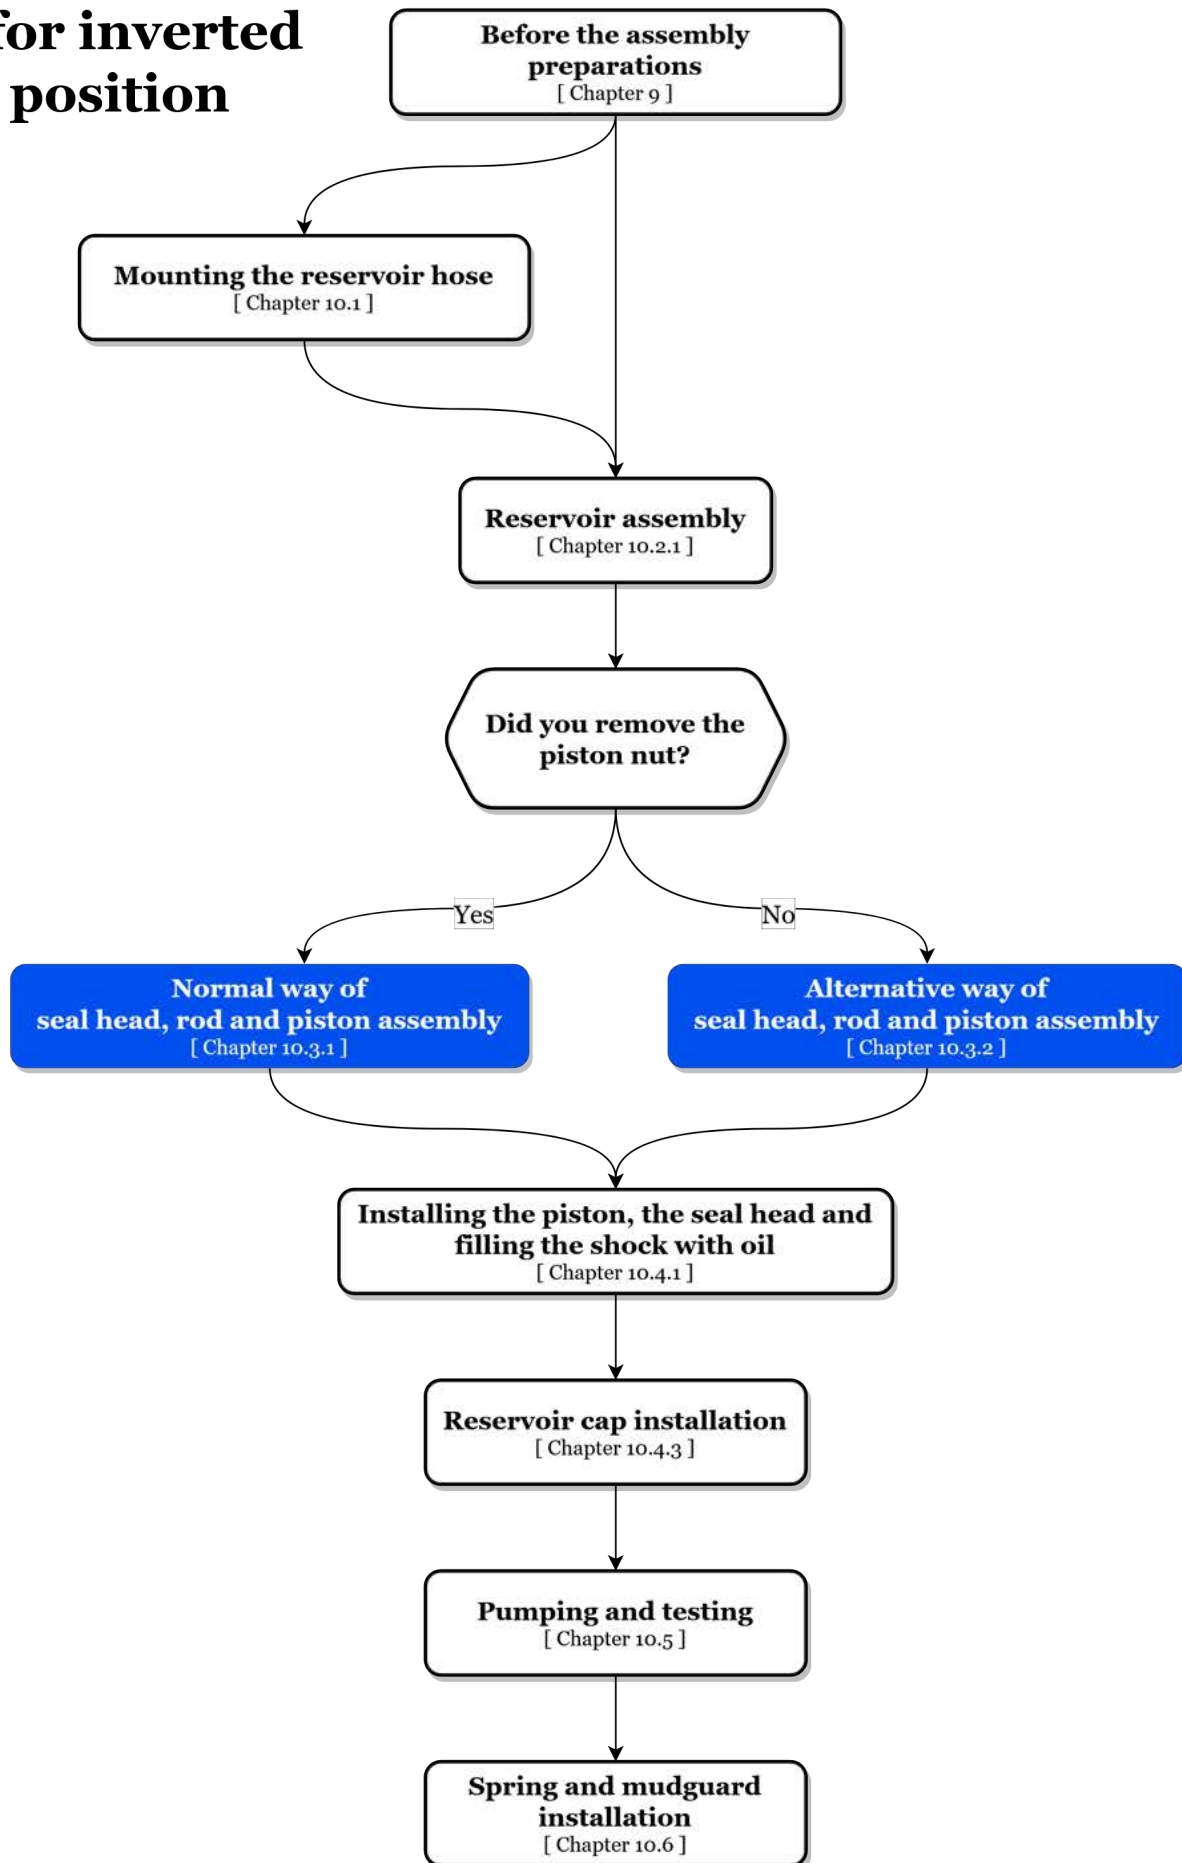 for inverted
position
Before the assembly
preparations
[ Chapter 9 ]
Mounting the reservoir hose
[ Chapter 10.1 ]
Reservoir assembly
[ Chapter 10.2.1 ]
Did you remove the
piston nut?
Yes
No
Normal way of
seal head, rod and piston assembly
[ Chapter 10.3.1 ]
Alternative way of
seal head, rod and piston assembly
[ Chapter 10.3.2 ]
Installing the piston, the seal head and
filling the shock with oil
[ Chapter 10.4.1 ]
Reservoir cap installation
[ Chapter 10.4.3 ]
Pumping and testing
[ Chapter 10.5 ]
Spring and mudguard
installation
[ Chapter 10.6 ]